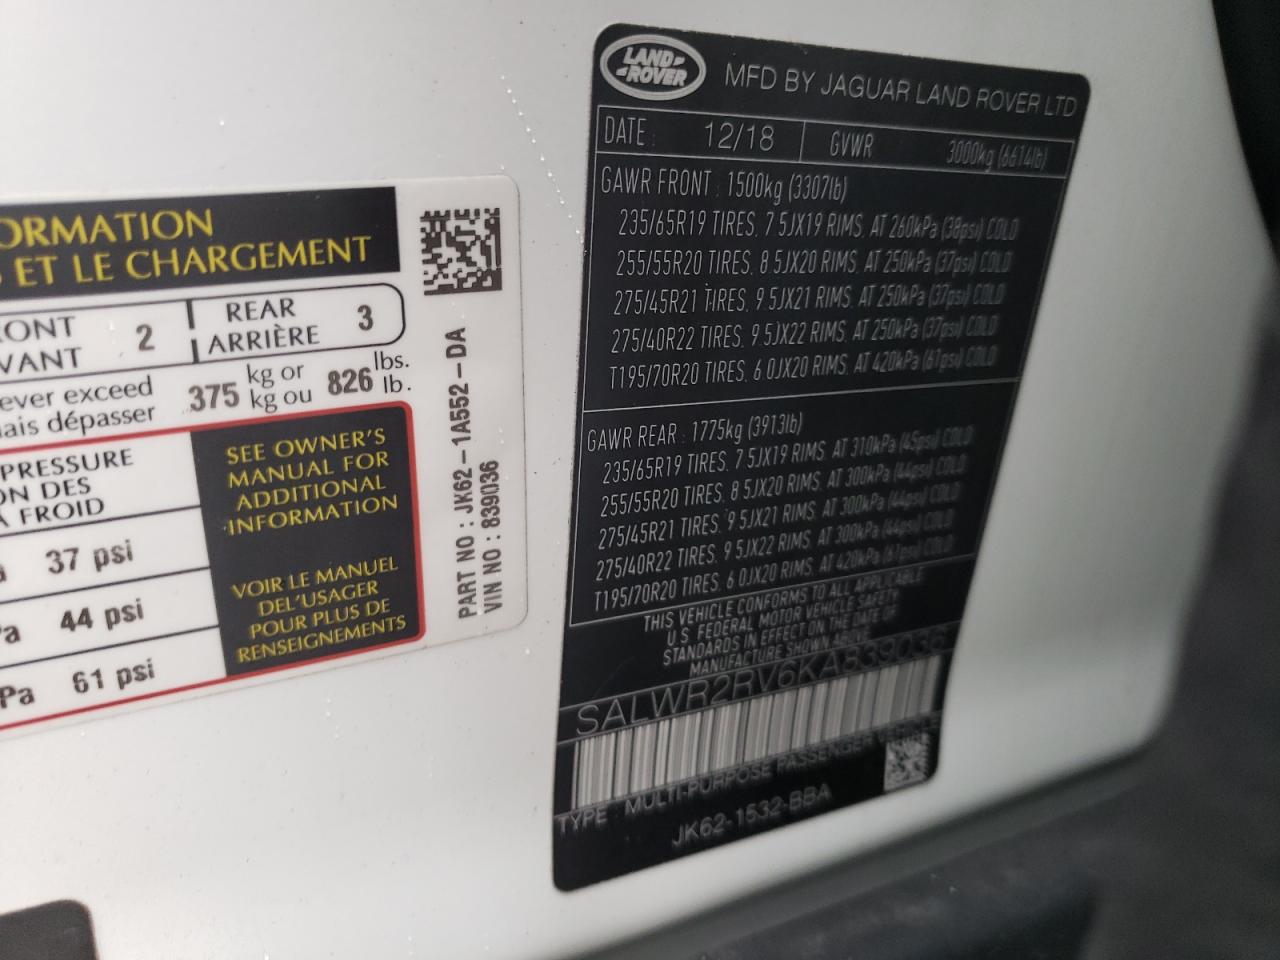 ORMATION
ET LE CHARGEMENT
RONT
VANT
2
REAR
ARRIÈRE
3
ever exceed
nais dépasser
375
kg or
kg ou
826
lbs.
lb.
PRESSURE
ON DES
À FROID
37 psi
a 44 psi
Pa 61 psi
SEE OWNER'S
MANUAL FOR
ADDITIONAL
INFORMATION
VOIR LE MANUEL
DEL'USAGER
POUR PLUS DE
RENSEIGNEMENTS
PART NO : JK62-1A552-DA
VIN NO : 839036
LAND-
-ROVER
MFD BY JAGUAR LAND ROVER LTD
DATE : 12/18 GVWR 3000kg (6614lb)
GAWR FRONT : 1500kg (3307lb)
235/65R19 TIRES, 7.5JX19 RIMS, AT 260kPa (38psi) COLD
255/55R20 TIRES, 8.5JX20 RIMS, AT 250kPa (37psi) COLD
275/45R21 TIRES, 9.5JX21 RIMS, AT 250kPa (37psi) COLD
275/40R22 TIRES, 9.5JX22 RIMS, AT 250kPa (37psi) COLD
T195/70R20 TIRES, 6.0JX20 RIMS, AT 420kPa (61psi) COLD
GAWR REAR : 1775kg (3913lb)
235/65R19 TIRES, 7.5JX19 RIMS, AT 310kPa (45psi) COLD
255/55R20 TIRES, 8.5JX20 RIMS, AT 300kPa (44psi) COLD
275/45R21 TIRES, 9.5JX21 RIMS, AT 300kPa (44psi) COLD
275/40R22 TIRES, 9.5JX22 RIMS, AT 300kPa (44psi) COLD
T195/70R20 TIRES, 6.0JX20 RIMS, AT 420kPa (61psi) COLD
THIS VEHICLE CONFORMS TO ALL APPLICABLE
U.S. FEDERAL MOTOR VEHICLE SAFETY
STANDARDS IN EFFECT ON THE DATE OF
MANUFACTURE SHOWN ABOVE
SALWR2RV6KA839036
TYPE : MULTI-PURPOSE PASSENGER VEHICLE
JK62-1532-BBA